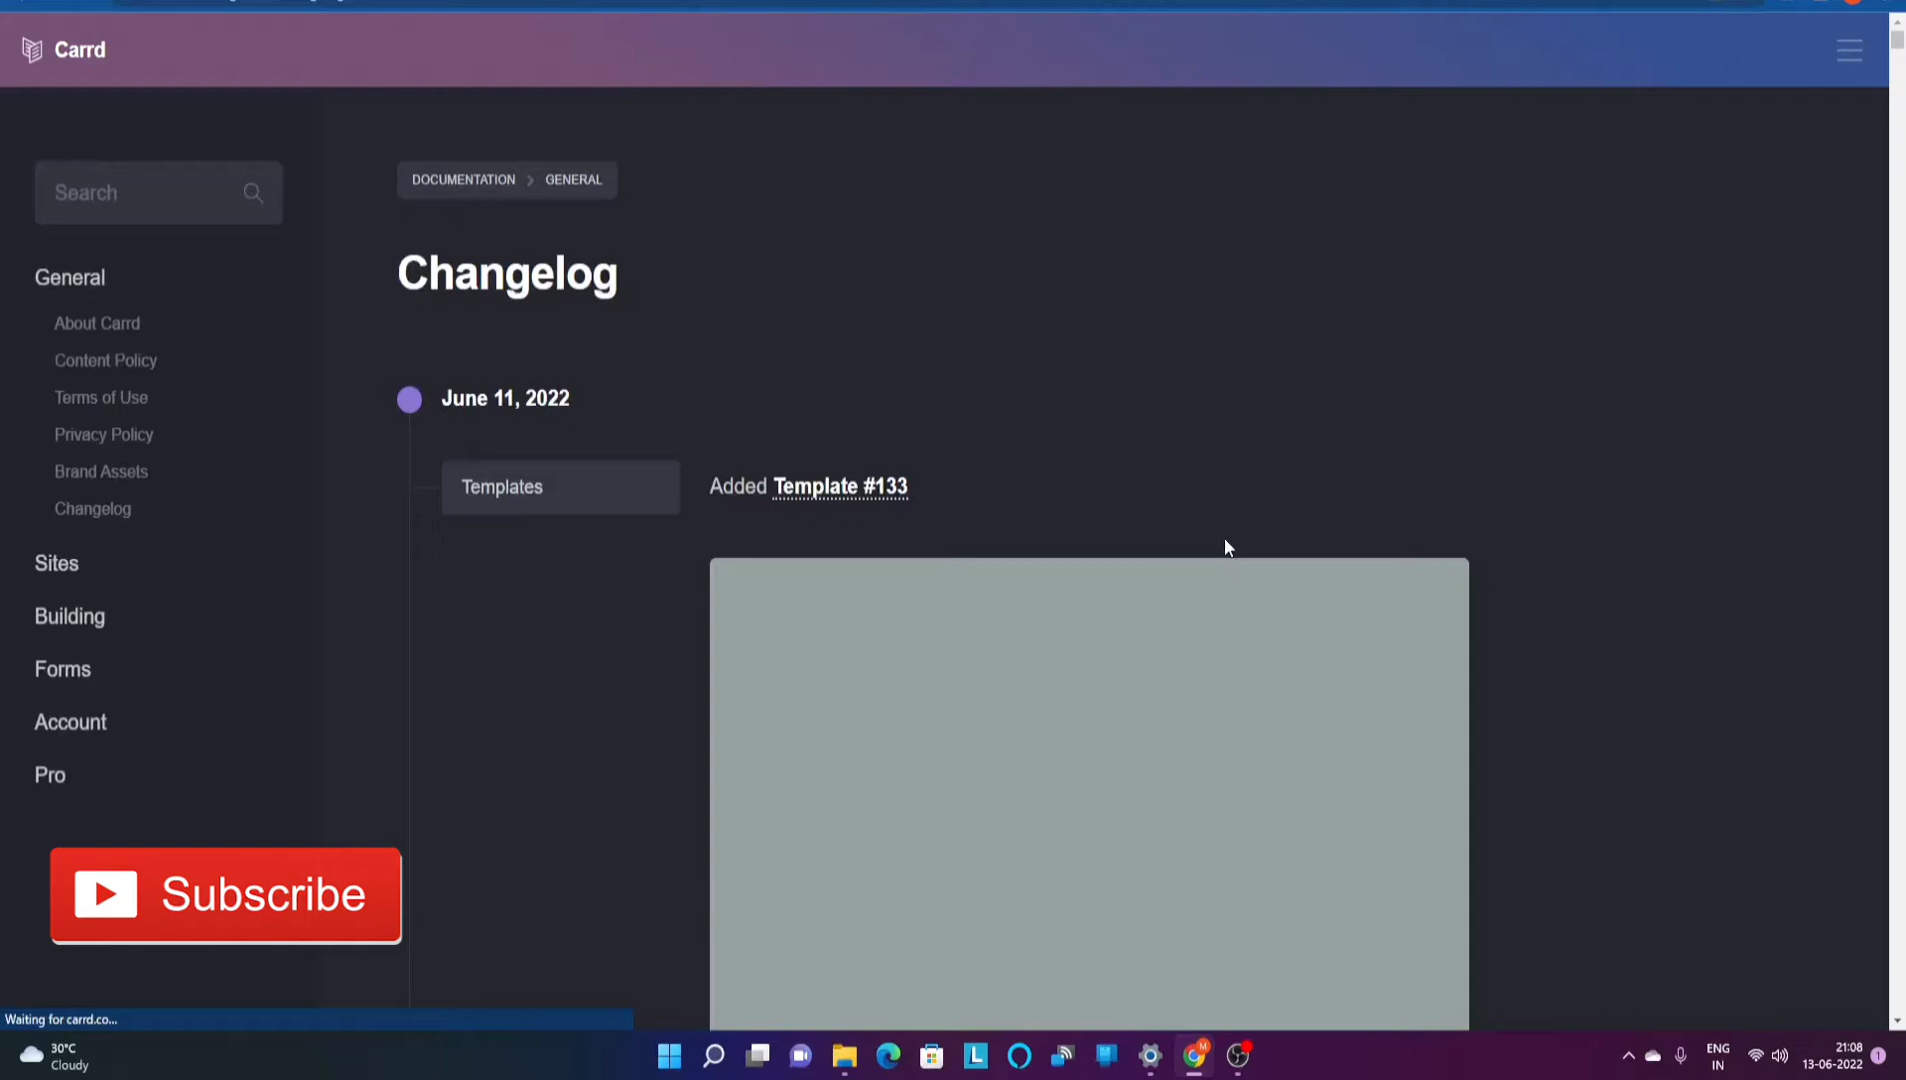 Carrd
Search
DOCUMENTATION > GENERAL
Changelog
General
About Carrd
Content Policy
Terms of Use
Privacy Policy
Brand Assets
Changelog
Sites
Building
Forms
Account
Pro
June 11, 2022
Templates
Added Template #133
Subscribe
Waiting for carrd.co...
30°C
Cloudy
L
M
ENG
IN
21:08
13-06-2022
1